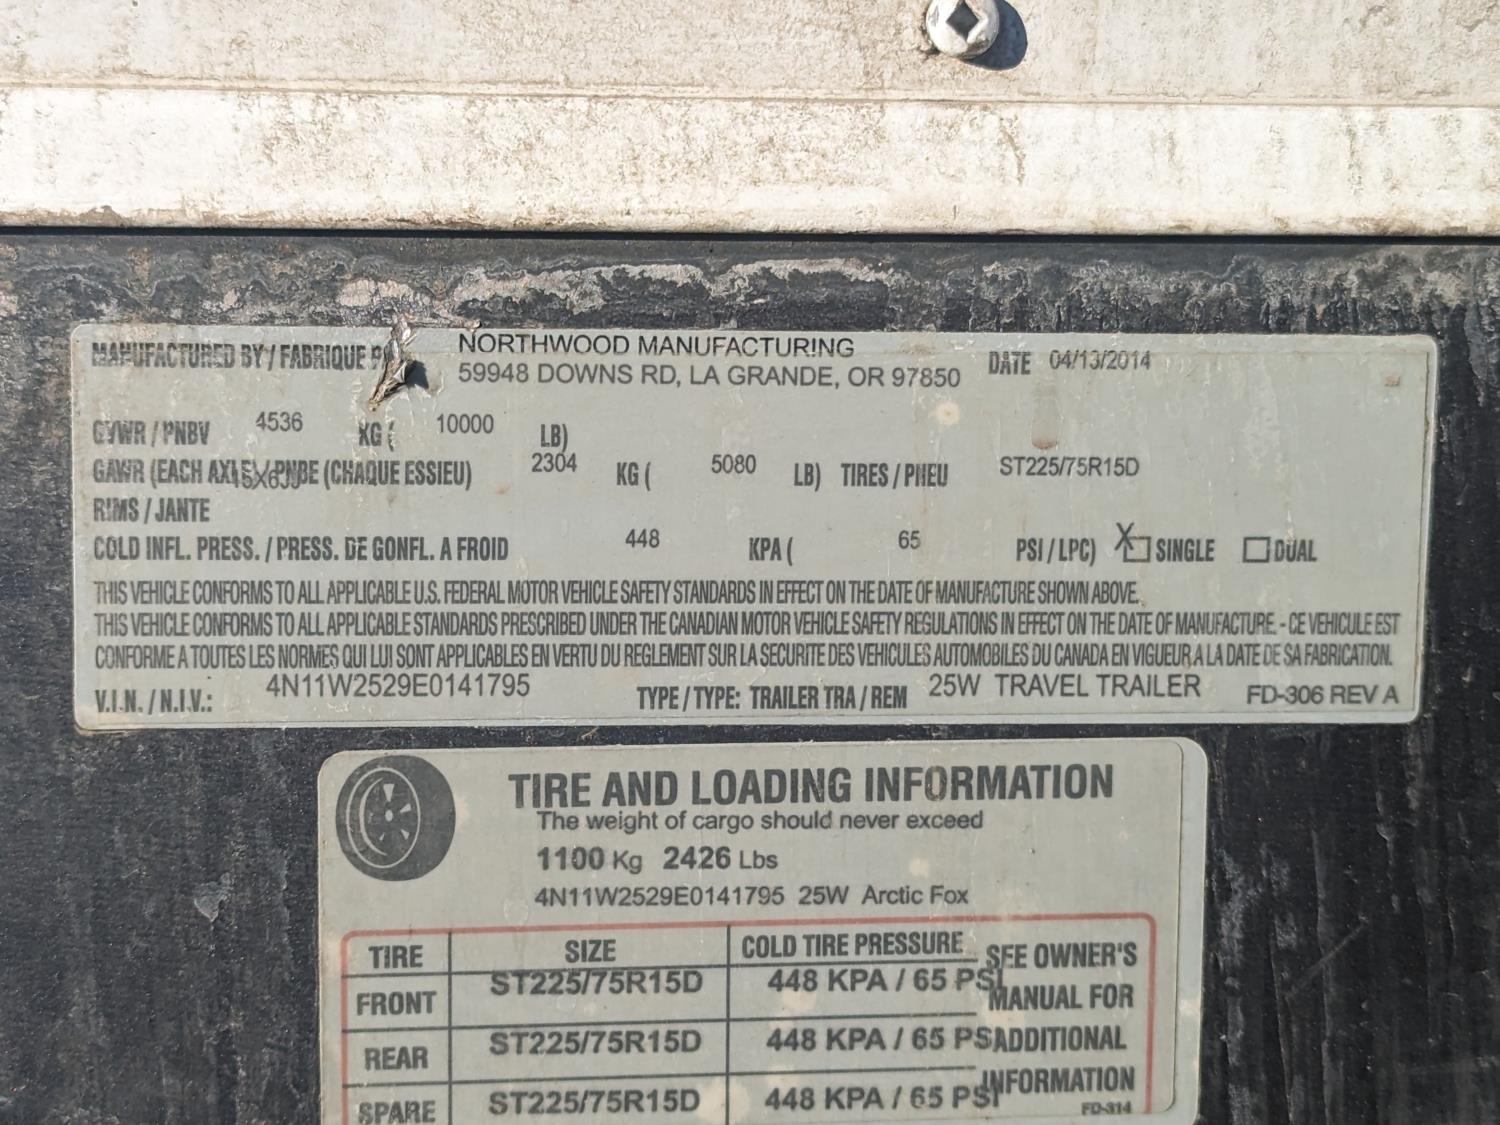 MANUFACTURED BY / FABRIQUE P NORTHWOOD MANUFACTURING DATE 04/13/2014
59948 DOWNS RD, LA GRANDE, OR 97850
GVWR / PNBV 4536 KG ( 10000 LB)
GAWR (EACH AXLE) / PNBE (CHAQUE ESSIEU) 2304 KG ( 5080 LB) TIRES / PNEU ST225/75R15D
RIMS / JANTE
COLD INFL. PRESS. / PRESS. DE GONFL. A FROID 448 KPA ( 65 PSI / LPC) X SINGLE DUAL
THIS VEHICLE CONFORMS TO ALL APPLICABLE U.S. FEDERAL MOTOR VEHICLE SAFETY STANDARDS IN EFFECT ON THE DATE OF MANUFACTURE SHOWN ABOVE.
THIS VEHICLE CONFORMS TO ALL APPLICABLE STANDARDS PRESCRIBED UNDER THE CANADIAN MOTOR VEHICLE SAFETY REGULATIONS IN EFFECT ON THE DATE OF MANUFACTURE. - CE VEHICULE EST
CONFORME A TOUTES LES NORMES QUI LUI SONT APPLICABLES EN VERTU DU REGLEMENT SUR LA SECURITE DES VEHICULES AUTOMOBILES DU CANADA EN VIGUEUR A LA DATE DE SA FABRICATION.
V.I.N. / N.I.V.: 4N11W2529E0141795 TYPE / TYPE: TRAILER TRA / REM 25W TRAVEL TRAILER FD-306 REV A
TIRE AND LOADING INFORMATION
The weight of cargo should never exceed
1100 Kg 2426 Lbs
4N11W2529E0141795 25W Arctic Fox
TIRE SIZE COLD TIRE PRESSURE SEE OWNER'S
FRONT ST225/75R15D 448 KPA / 65 PSI MANUAL FOR
REAR ST225/75R15D 448 KPA / 65 PS ADDITIONAL
SPARE ST225/75R15D 448 KPA / 65 PSI INFORMATION
FD-314